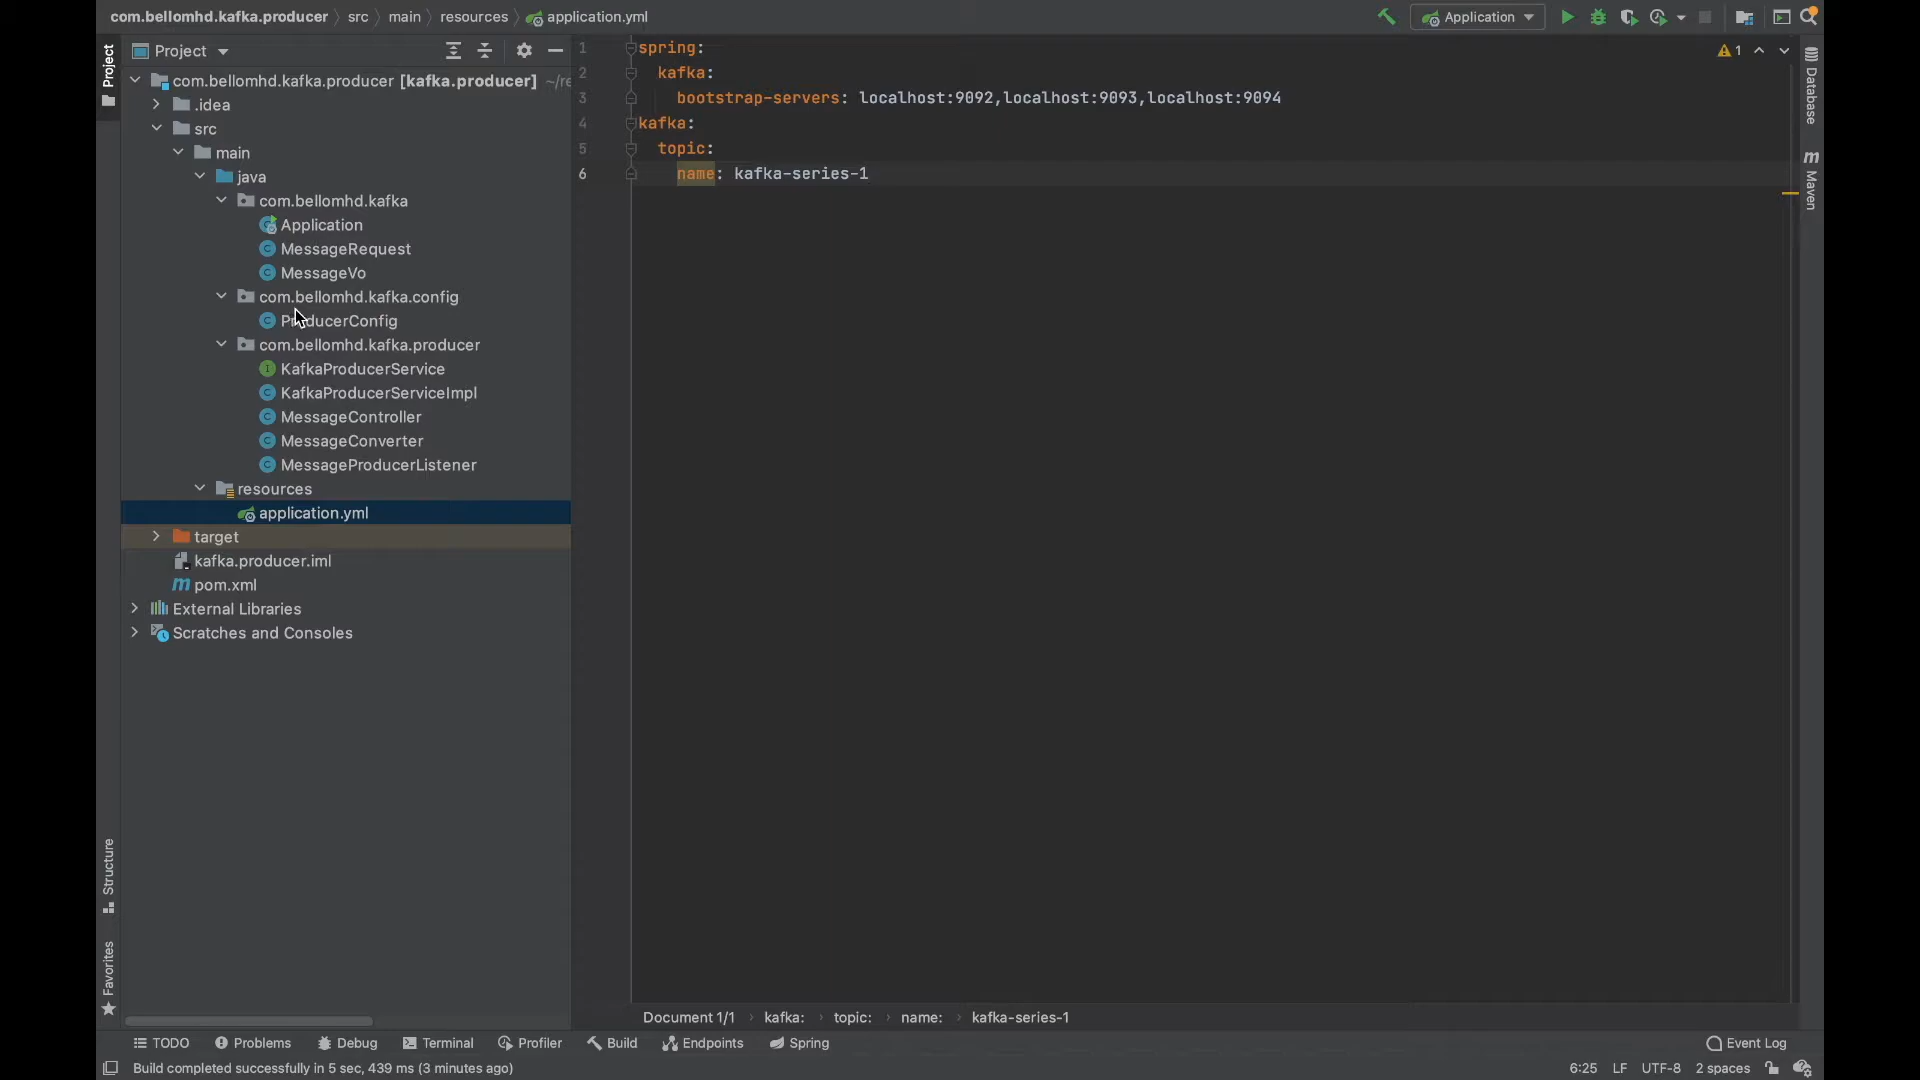 com.bellomhd.kafka.producer src main resources application.yml
Application
Project
Project
com.bellomhd.kafka.producer [kafka.producer] ~/re
.idea
src
main
java
com.bellomhd.kafka
Application
MessageRequest
MessageVo
com.bellomhd.kafka.config
ProducerConfig
com.bellomhd.kafka.producer
KafkaProducerService
KafkaProducerServiceImpl
MessageController
MessageConverter
MessageProducerListener
resources
application.yml
target
kafka.producer.iml
pom.xml
External Libraries
Scratches and Consoles
Structure
Favorites
1 spring:
2 kafka:
3 bootstrap-servers: localhost:9092,localhost:9093,localhost:9094
4 kafka:
5 topic:
6 name: kafka-series-1
1
Database
Maven
Document 1/1 kafka: topic: name: kafka-series-1
TODO Problems Debug Terminal Profiler Build Endpoints Spring Event Log
Build completed successfully in 5 sec, 439 ms (3 minutes ago) 6:25 LF UTF-8 2 spaces